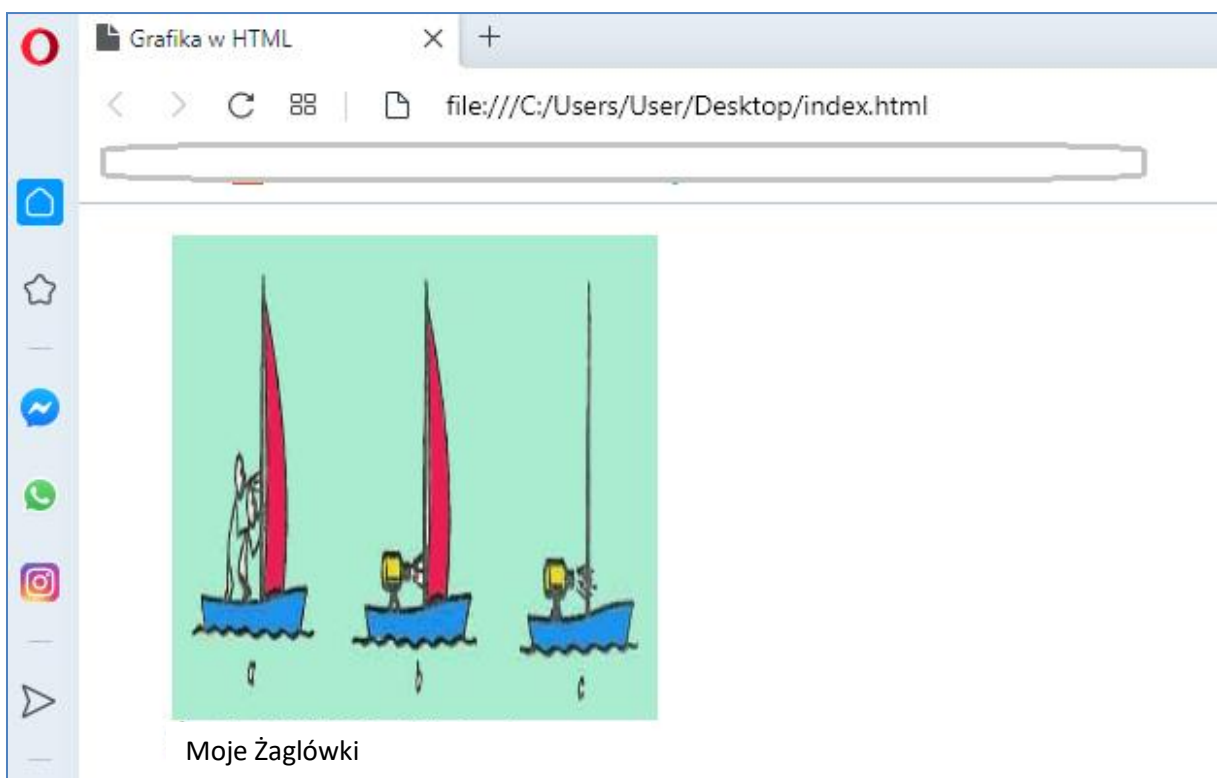 Grafika w HTML
file:///C:/Users/User/Desktop/index.html
a b c
Moje Żaglówki